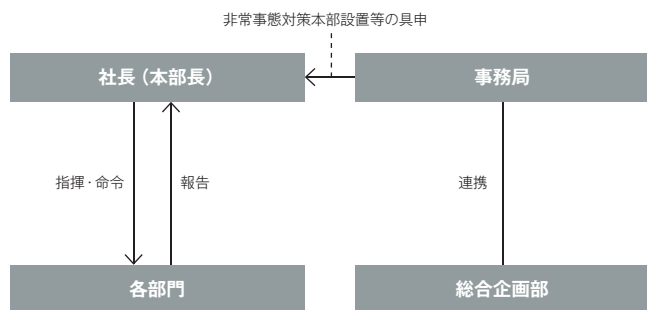 非常事態対策本部設置等の具申
社長（本部長）
事務局
指揮・命令
報告
連携
各部門
総合企画部